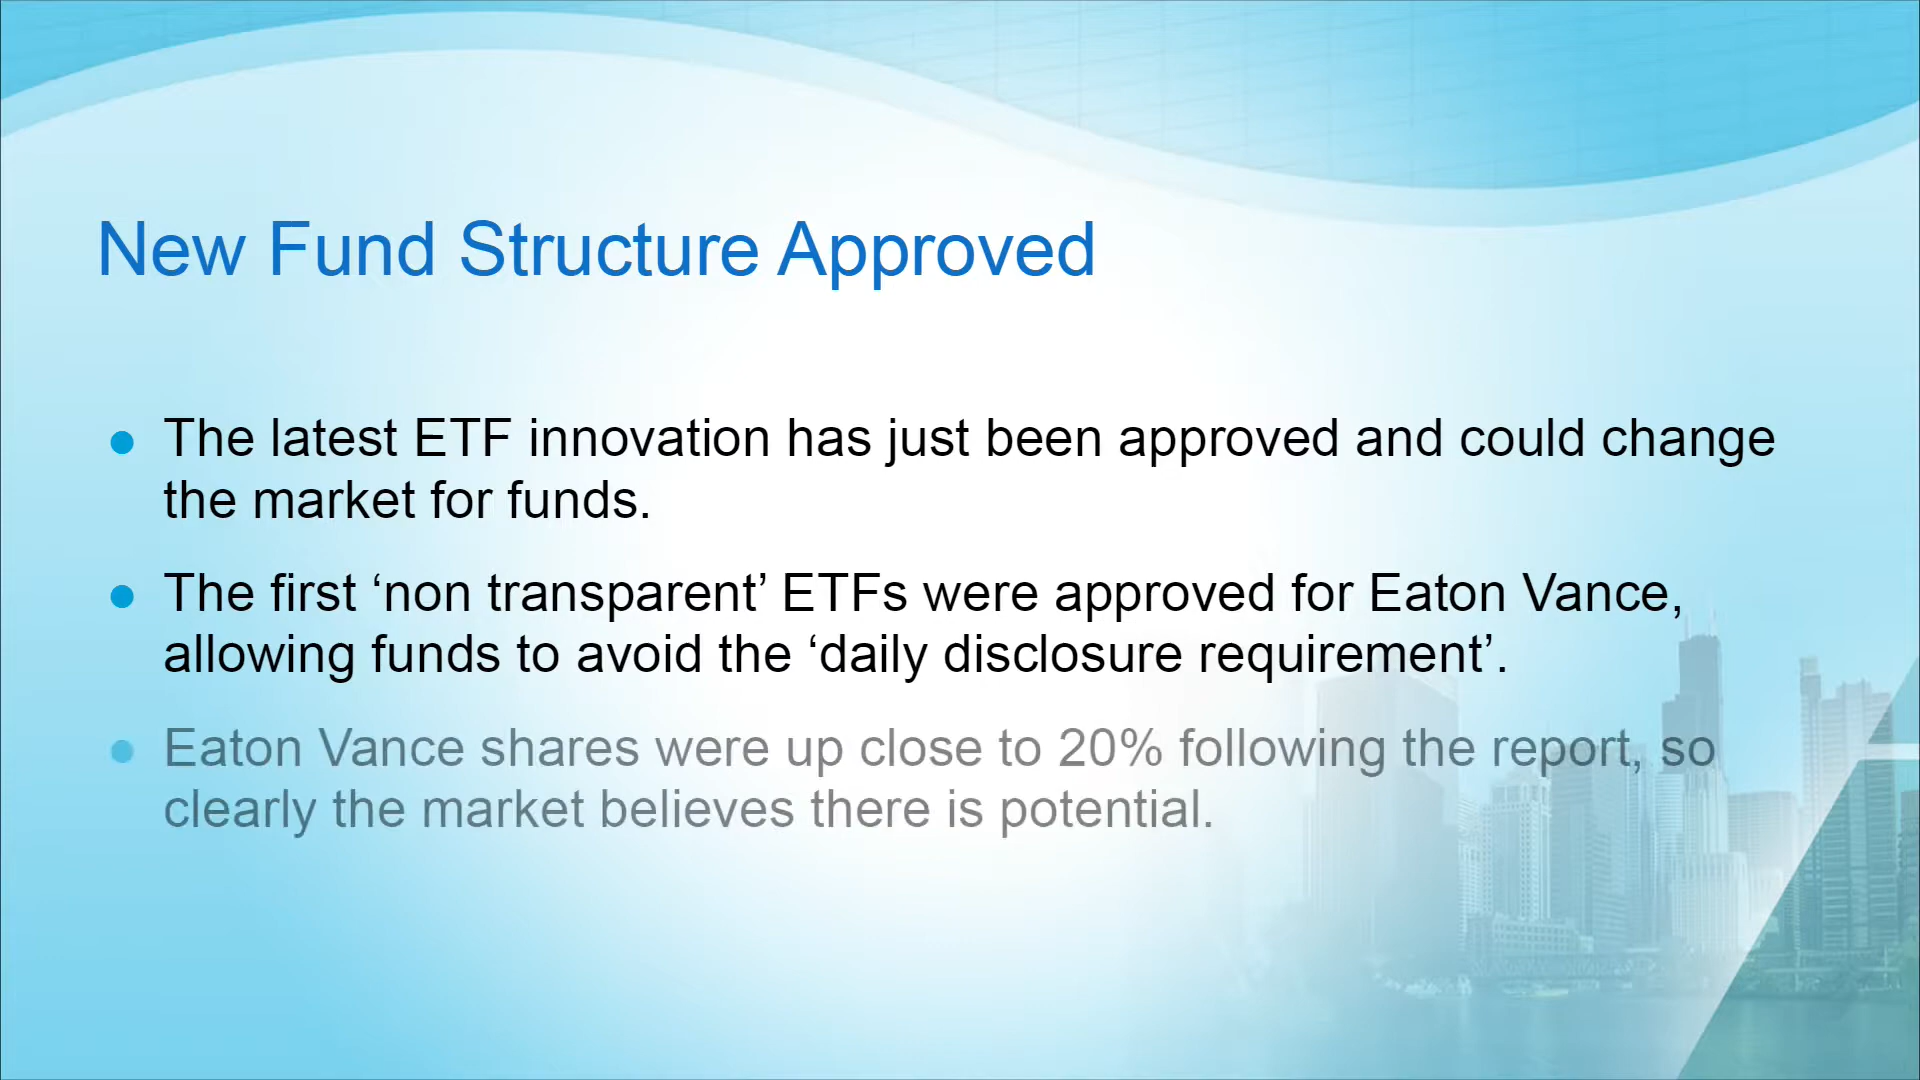 New Fund Structure Approved
The latest ETF innovation has just been approved and could change
the market for funds.
The first ‘non transparent’ ETFs were approved for Eaton Vance,
allowing funds to avoid the ‘daily disclosure requirement’.
Eaton Vance shares were up close to 20% following the report, so
clearly the market believes there is potential.